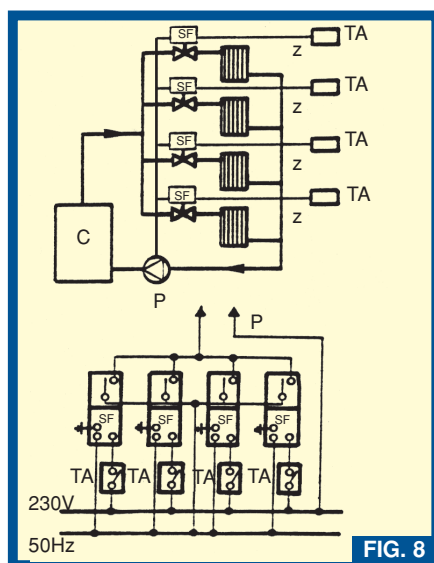 SF
TA
z
SF
TA
z
SF
TA
z
SF
TA
z
C
P
P
SF SF SF SF
TA TA TA TA
230V
50Hz
FIG. 8